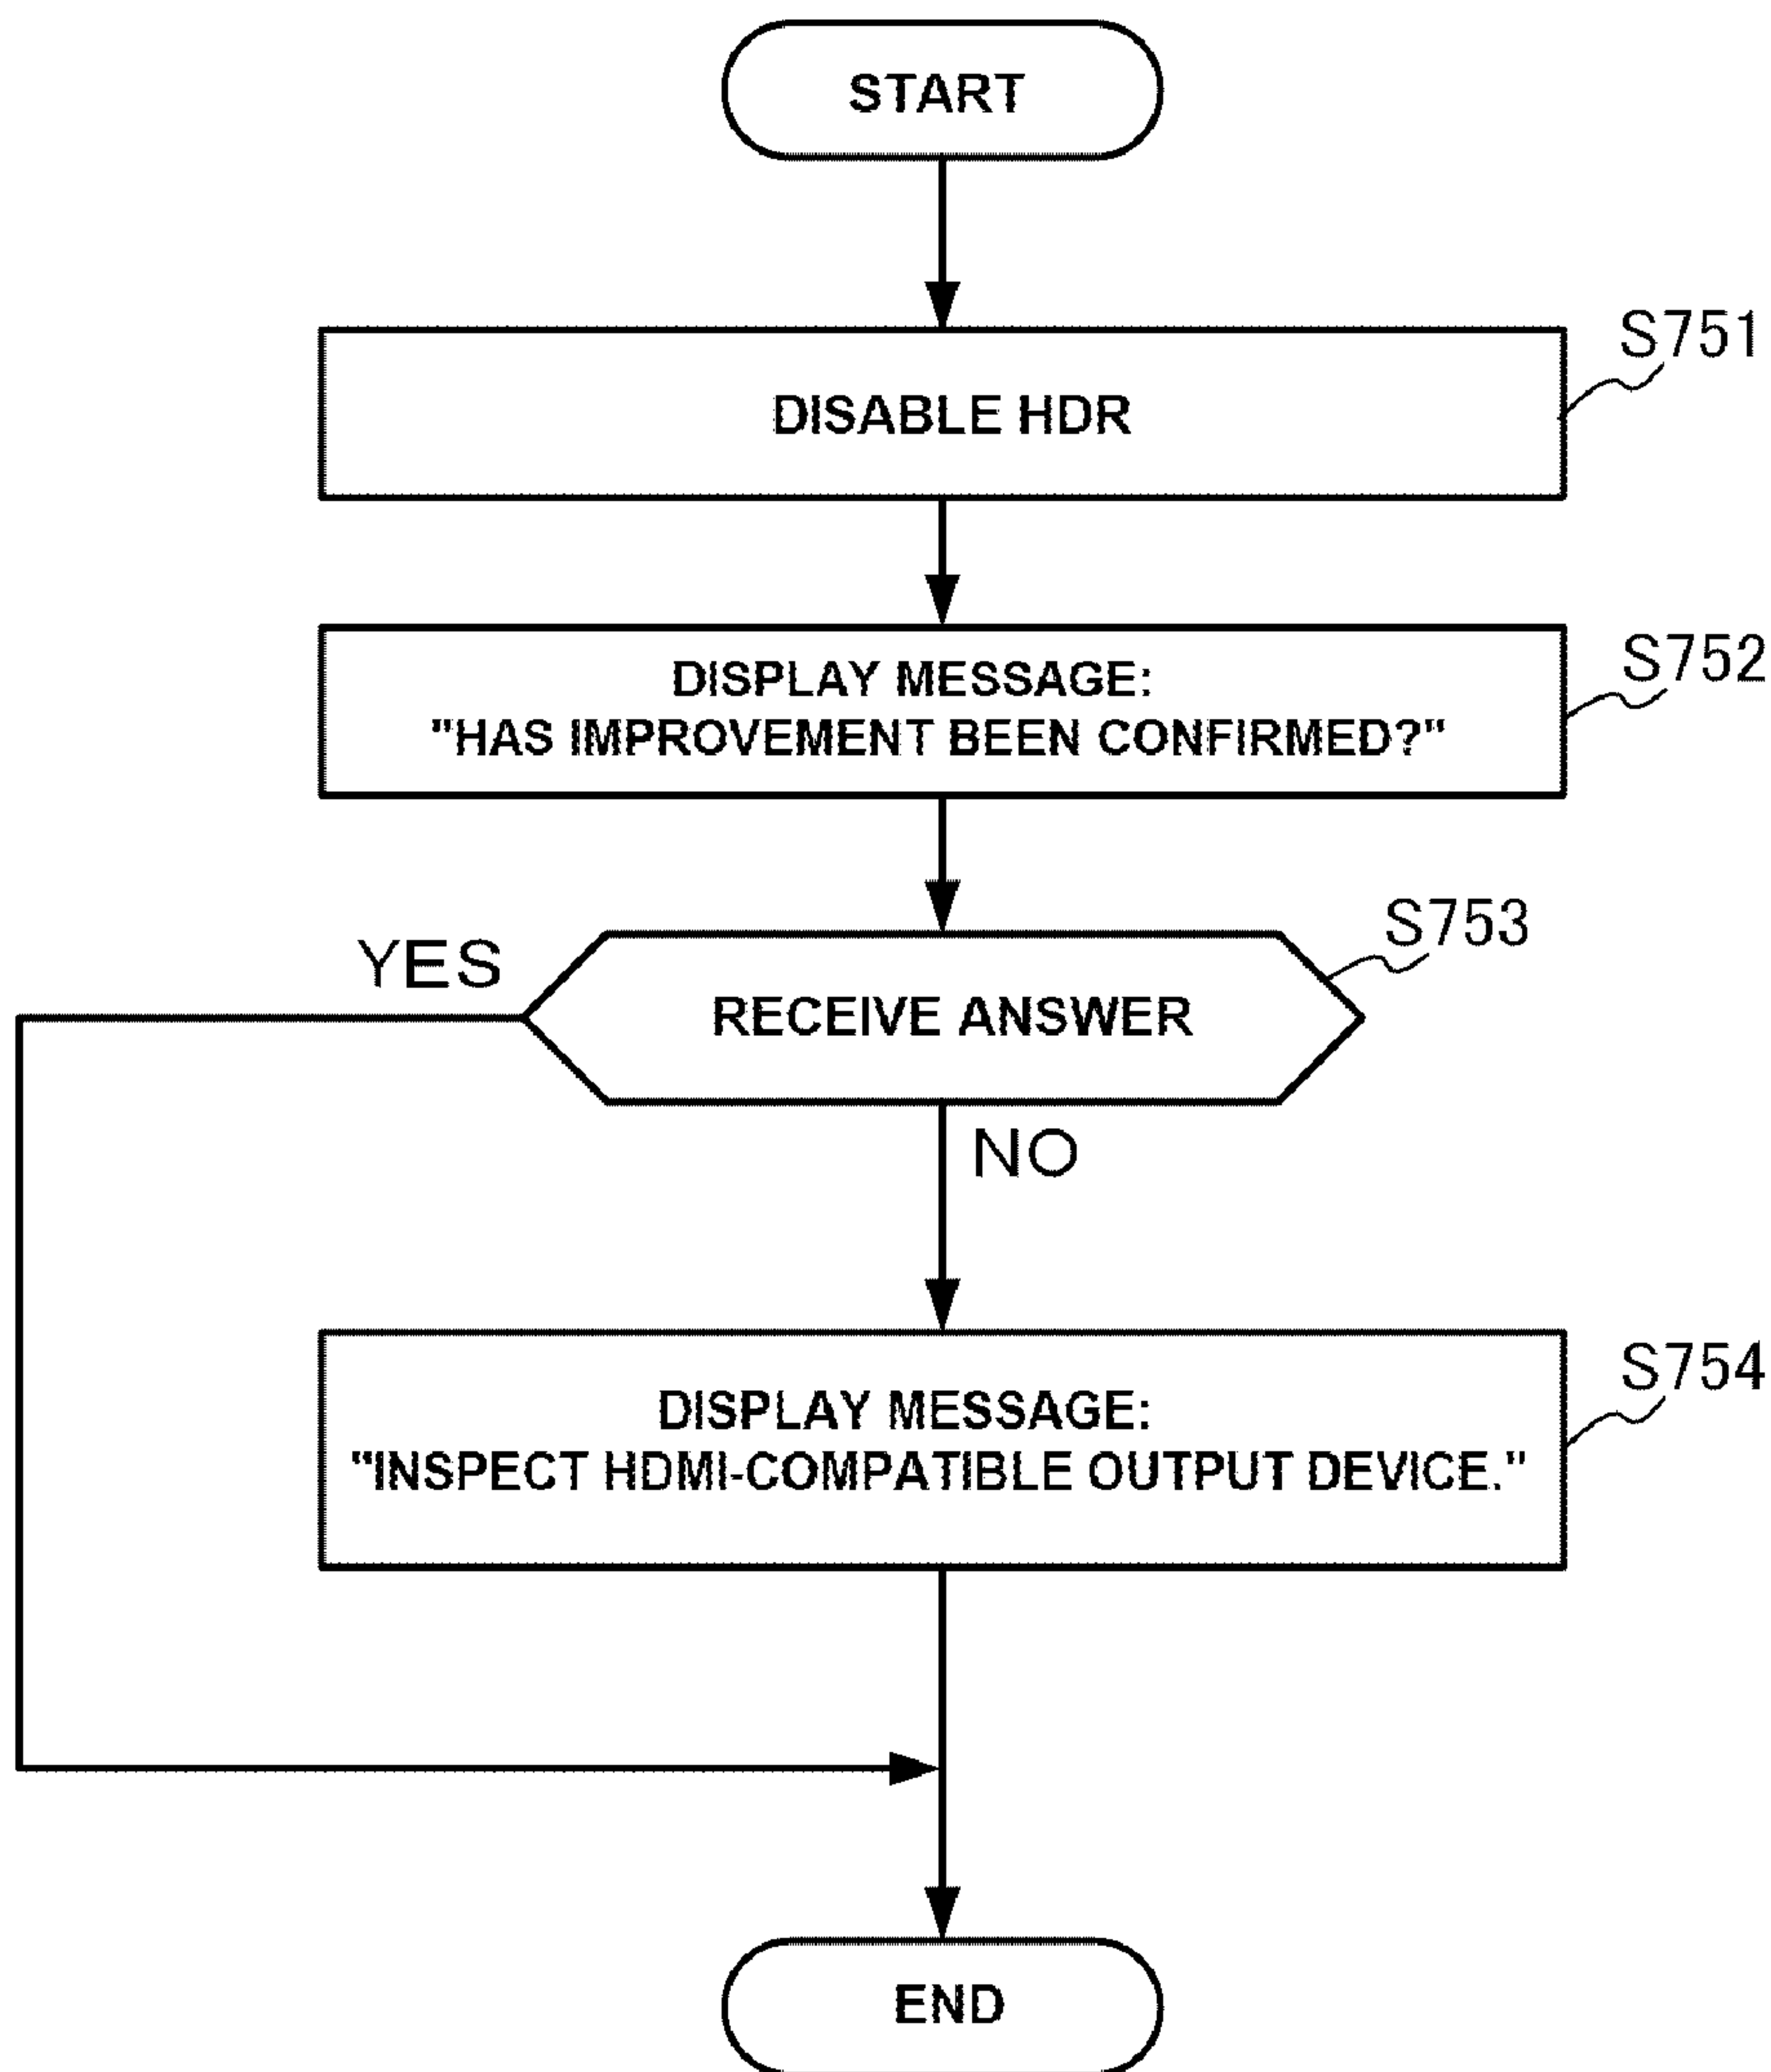 START
S751
DISABLE HDR
S752
DISPLAY MESSAGE:
"HAS IMPROVEMENT BEEN CONFIRMED?"
S753
YES
RECEIVE ANSWER
NO
S754
DISPLAY MESSAGE:
"INSPECT HDMI-COMPATIBLE OUTPUT DEVICE."
END